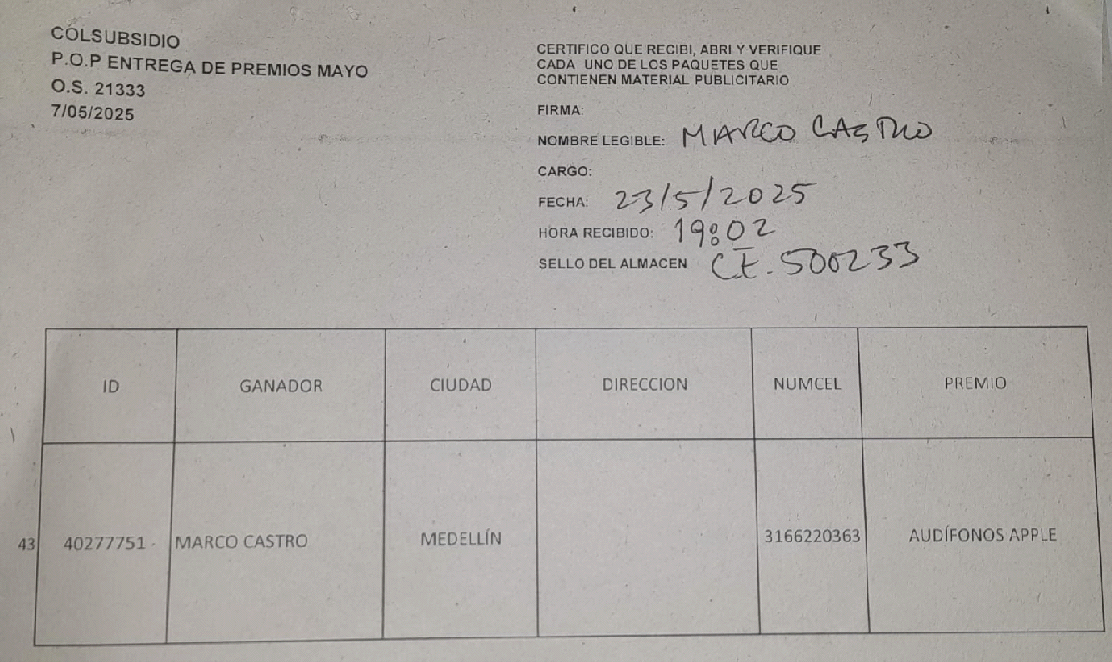 COLSUBSIDIO
P.O.P ENTREGA DE PREMIOS MAYO
O.S. 21333
7/05/2025
CERTIFICO QUE RECIBI, ABRI Y VERIFIQUE
CADA UNO DE LOS PAQUETES QUE
CONTIENEN MATERIAL PUBLICITARIO
FIRMA:
NOMBRE LEGIBLE: MARCO CASTRO
CARGO:
FECHA: 23/5/2025
HORA RECIBIDO: 19:02
SELLO DEL ALMACEN CE. 500233
ID GANADOR CIUDAD DIRECCION NUMCEL PREMIO
43 40277751 - MARCO CASTRO MEDELLÍN 3166220363 AUDÍFONOS APPLE